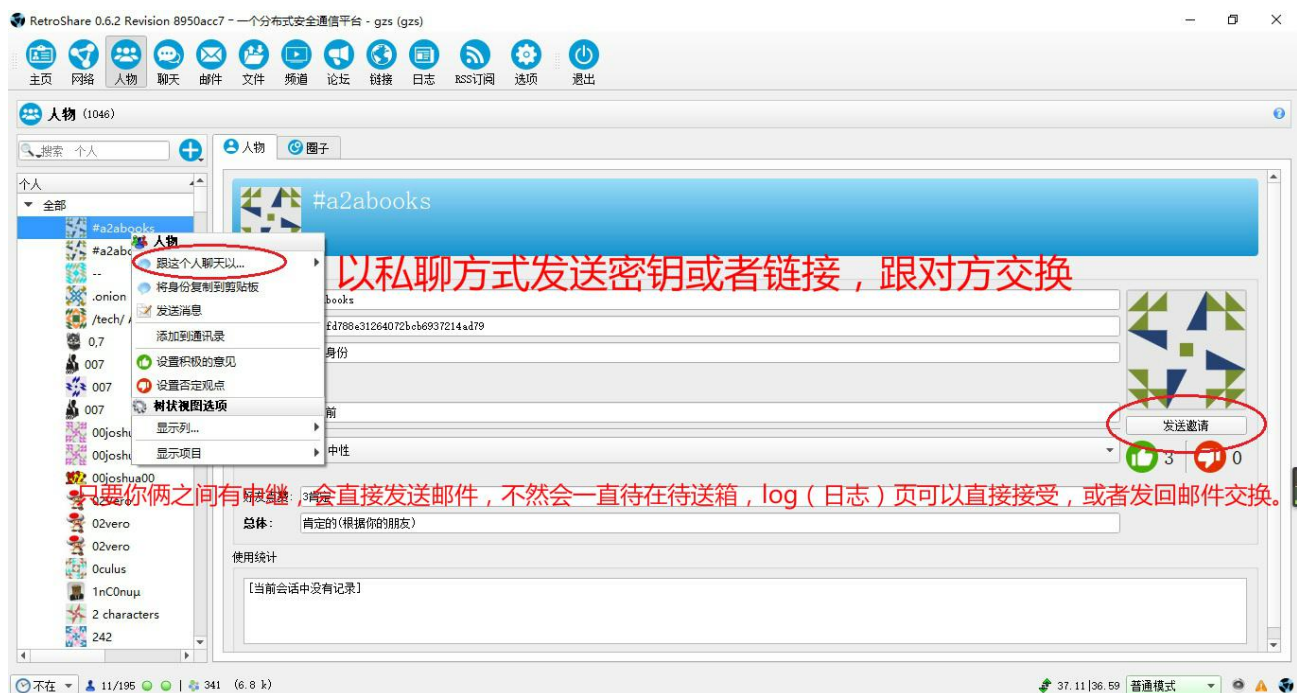 RetroShare 0.6.2 Revision 8950acc7 - 一个分布式安全通信平台 - gzs (gzs)
主页 网络 人物 聊天 邮件 文件 频道 论坛 链接 日志 RSS订阅 选项 退出
人物 (1046)
搜索 个人
人物 圈子
个人
全部
#a2abooks
#a2abooks
#a2abo
--
.onion
/tech/
0,7
007
007
007
00josh
00josh
00joshua00
02vero
02vero
02vero
0culus
1nC0nuμ
2 characters
242
人物
跟这个人聊天以...
将身份复制到剪贴板
发送消息
添加到通讯录
设置积极的意见
设置否定观点
树状视图选项
显示列...
显示项目
以私聊方式发送密钥或者链接，跟对方交换
books
fd788e31264072bcb6937214ad79
身份
前
中性
发送邀请
3 0
只要你俩之间有中继，会直接发送邮件，不然会一直待在待送箱，log（日志）页可以直接接受，或者发回邮件交换。
3肯定
总体： 肯定的(根据你的朋友)
使用统计
[当前会话中没有记录]
不在 11/195 341 (6.8 k) 37.11|36.59 普通模式